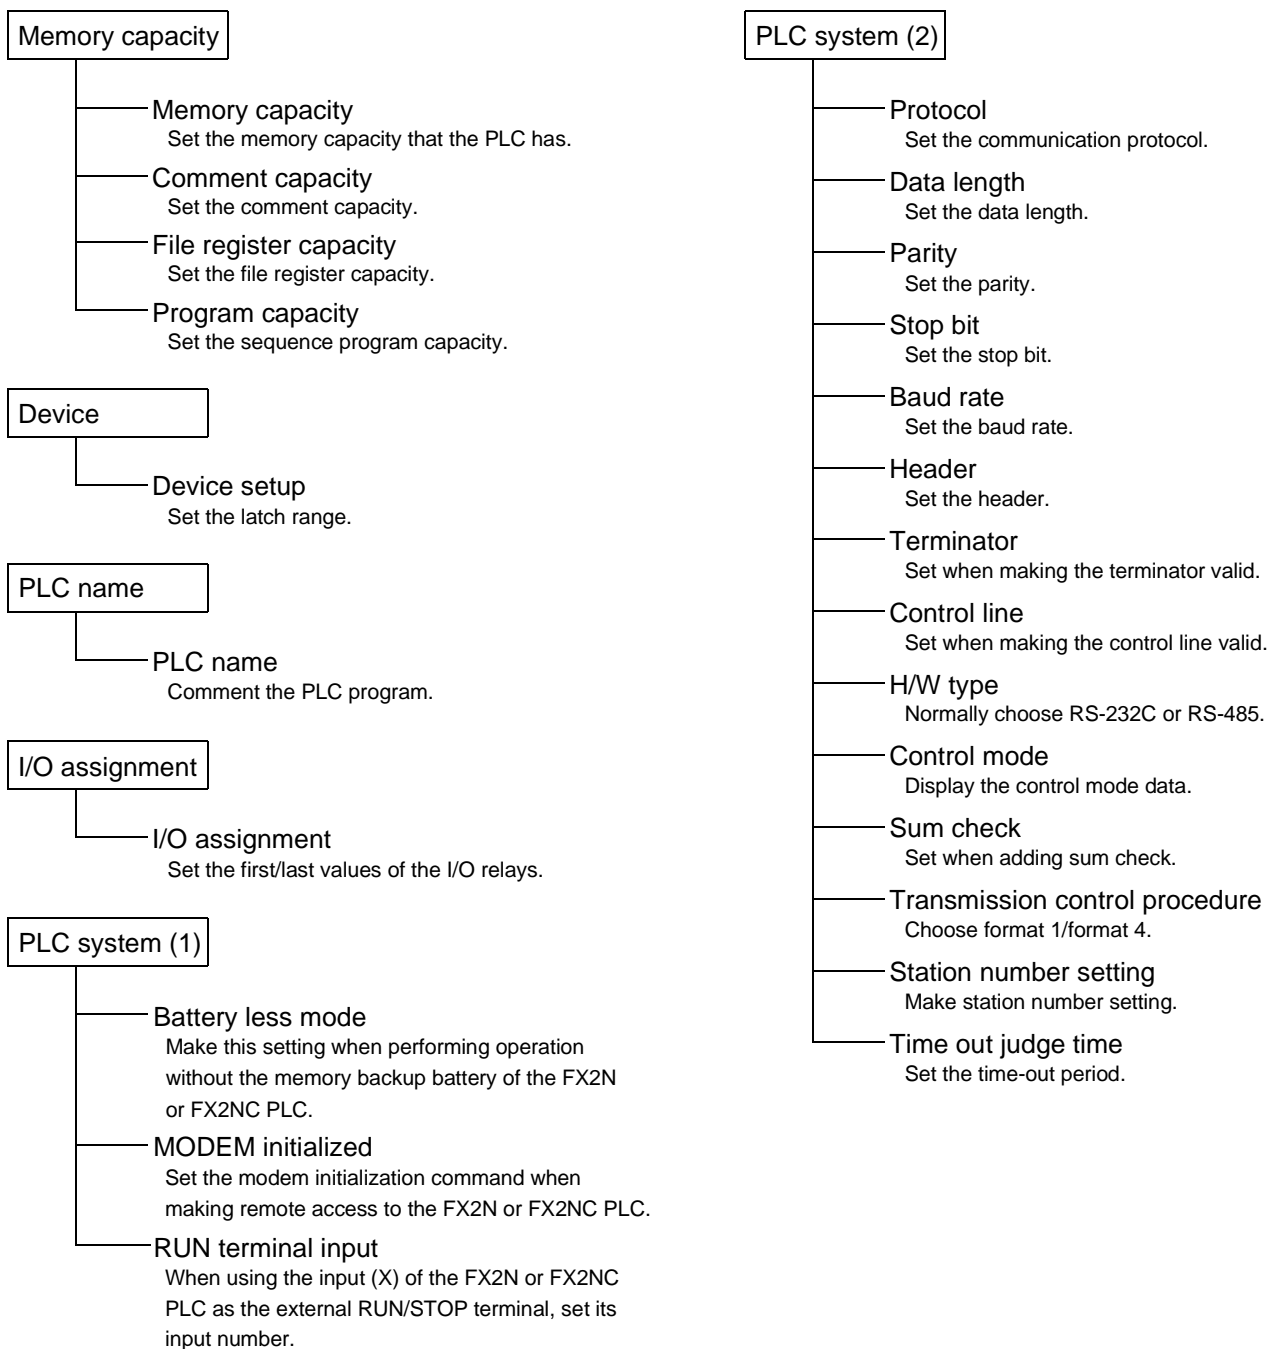 Memory capacity
Memory capacity
Set the memory capacity that the PLC has.
Comment capacity
Set the comment capacity.
File register capacity
Set the file register capacity.
Program capacity
Set the sequence program capacity.
Device
Device setup
Set the latch range.
PLC name
PLC name
Comment the PLC program.
I/O assignment
I/O assignment
Set the first/last values of the I/O relays.
PLC system (1)
Battery less mode
Make this setting when performing operation
without the memory backup battery of the FX2N
or FX2NC PLC.
MODEM initialized
Set the modem initialization command when
making remote access to the FX2N or FX2NC PLC.
RUN terminal input
When using the input (X) of the FX2N or FX2NC
PLC as the external RUN/STOP terminal, set its
input number.
PLC system (2)
Protocol
Set the communication protocol.
Data length
Set the data length.
Parity
Set the parity.
Stop bit
Set the stop bit.
Baud rate
Set the baud rate.
Header
Set the header.
Terminator
Set when making the terminator valid.
Control line
Set when making the control line valid.
H/W type
Normally choose RS-232C or RS-485.
Control mode
Display the control mode data.
Sum check
Set when adding sum check.
Transmission control procedure
Choose format 1/format 4.
Station number setting
Make station number setting.
Time out judge time
Set the time-out period.